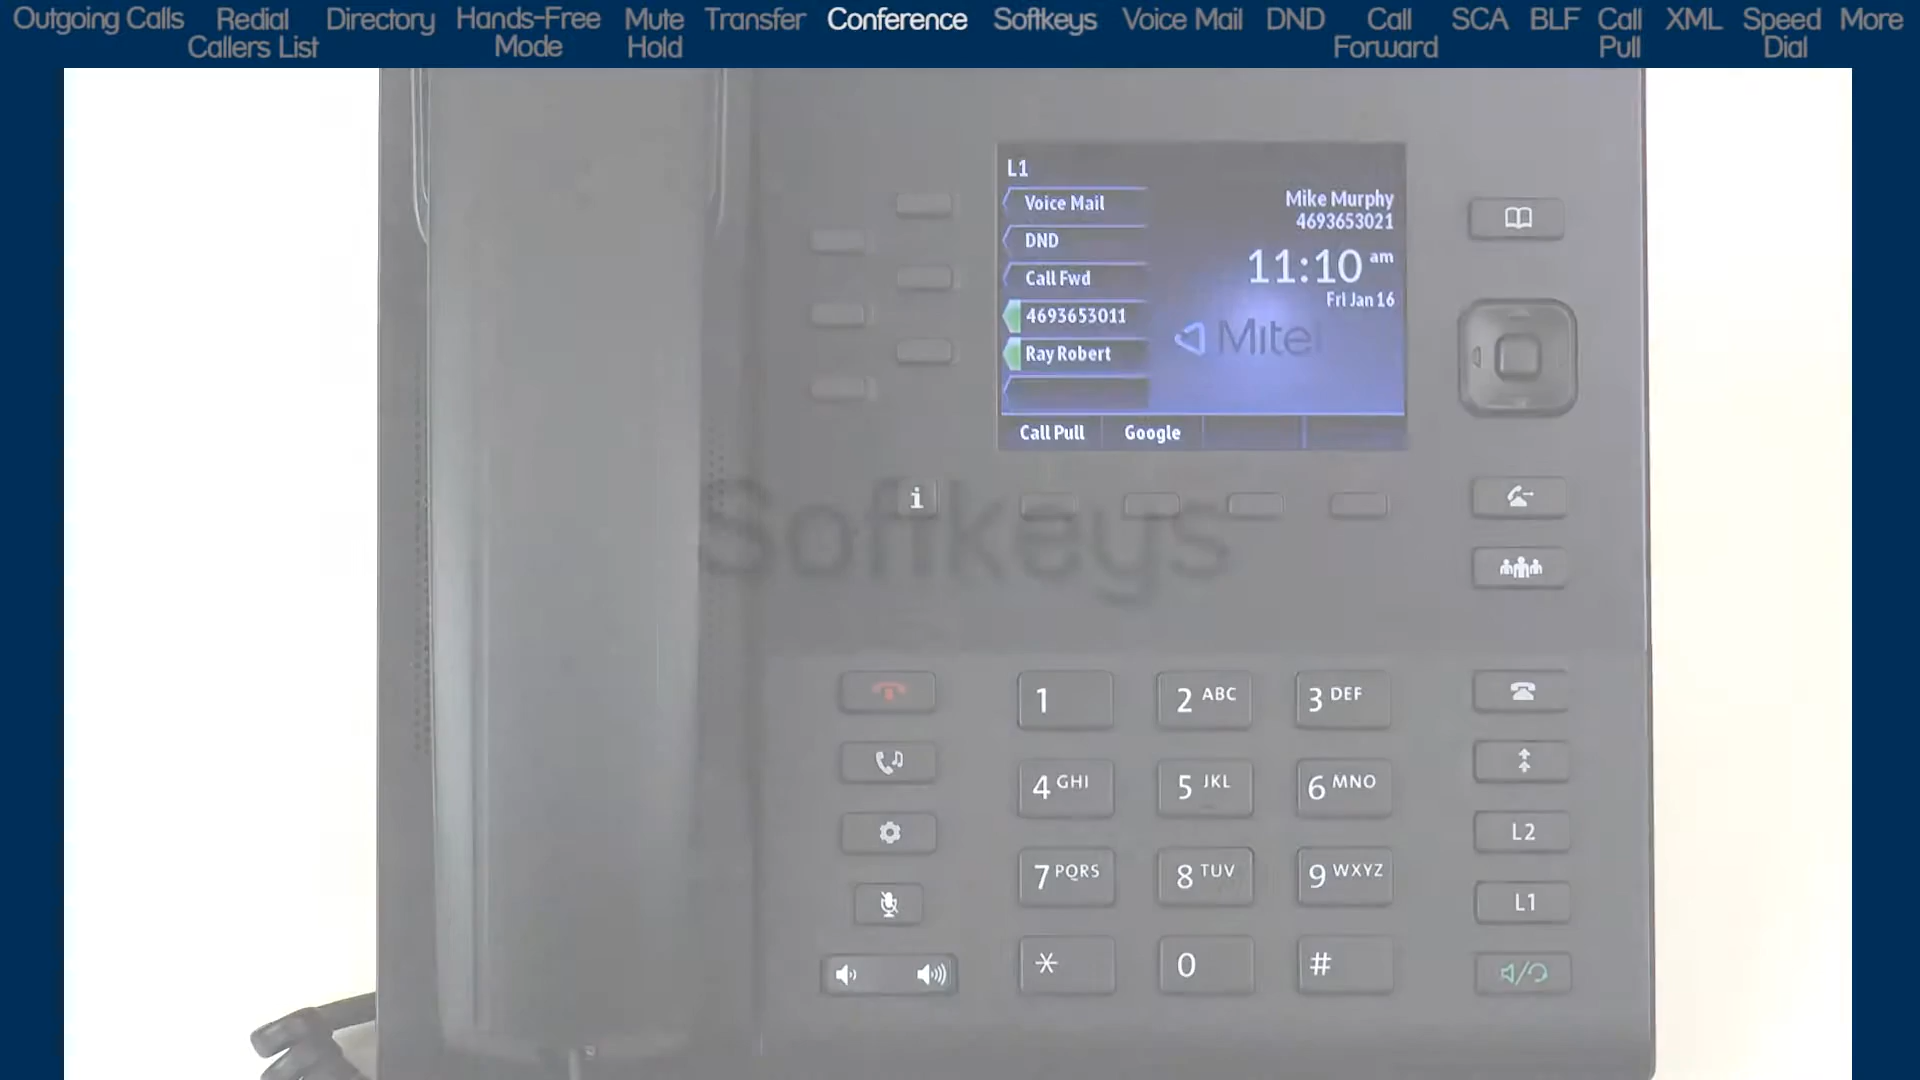 Outgoing Calls
Redial
Callers List
Directory
Hands-Free
Mode
Mute
Hold
Transfer
Conference
Softkeys
Voice Mail
DND
Call
Forward
SCA
BLF
Call
Pull
XML
Speed
Dial
More
L1
Voice Mail
DND
Call Fwd
4693653011
Ray Robert
Mike Murphy
4693653021
11:10 am
Fri Jan 16
Mitel
Call Pull
Google
Softkeys
i
1
2 ABC
3 DEF
4 GHI
5 JKL
6 MNO
7 PQRS
8 TUV
9 WXYZ
*
0
#
L2
L1